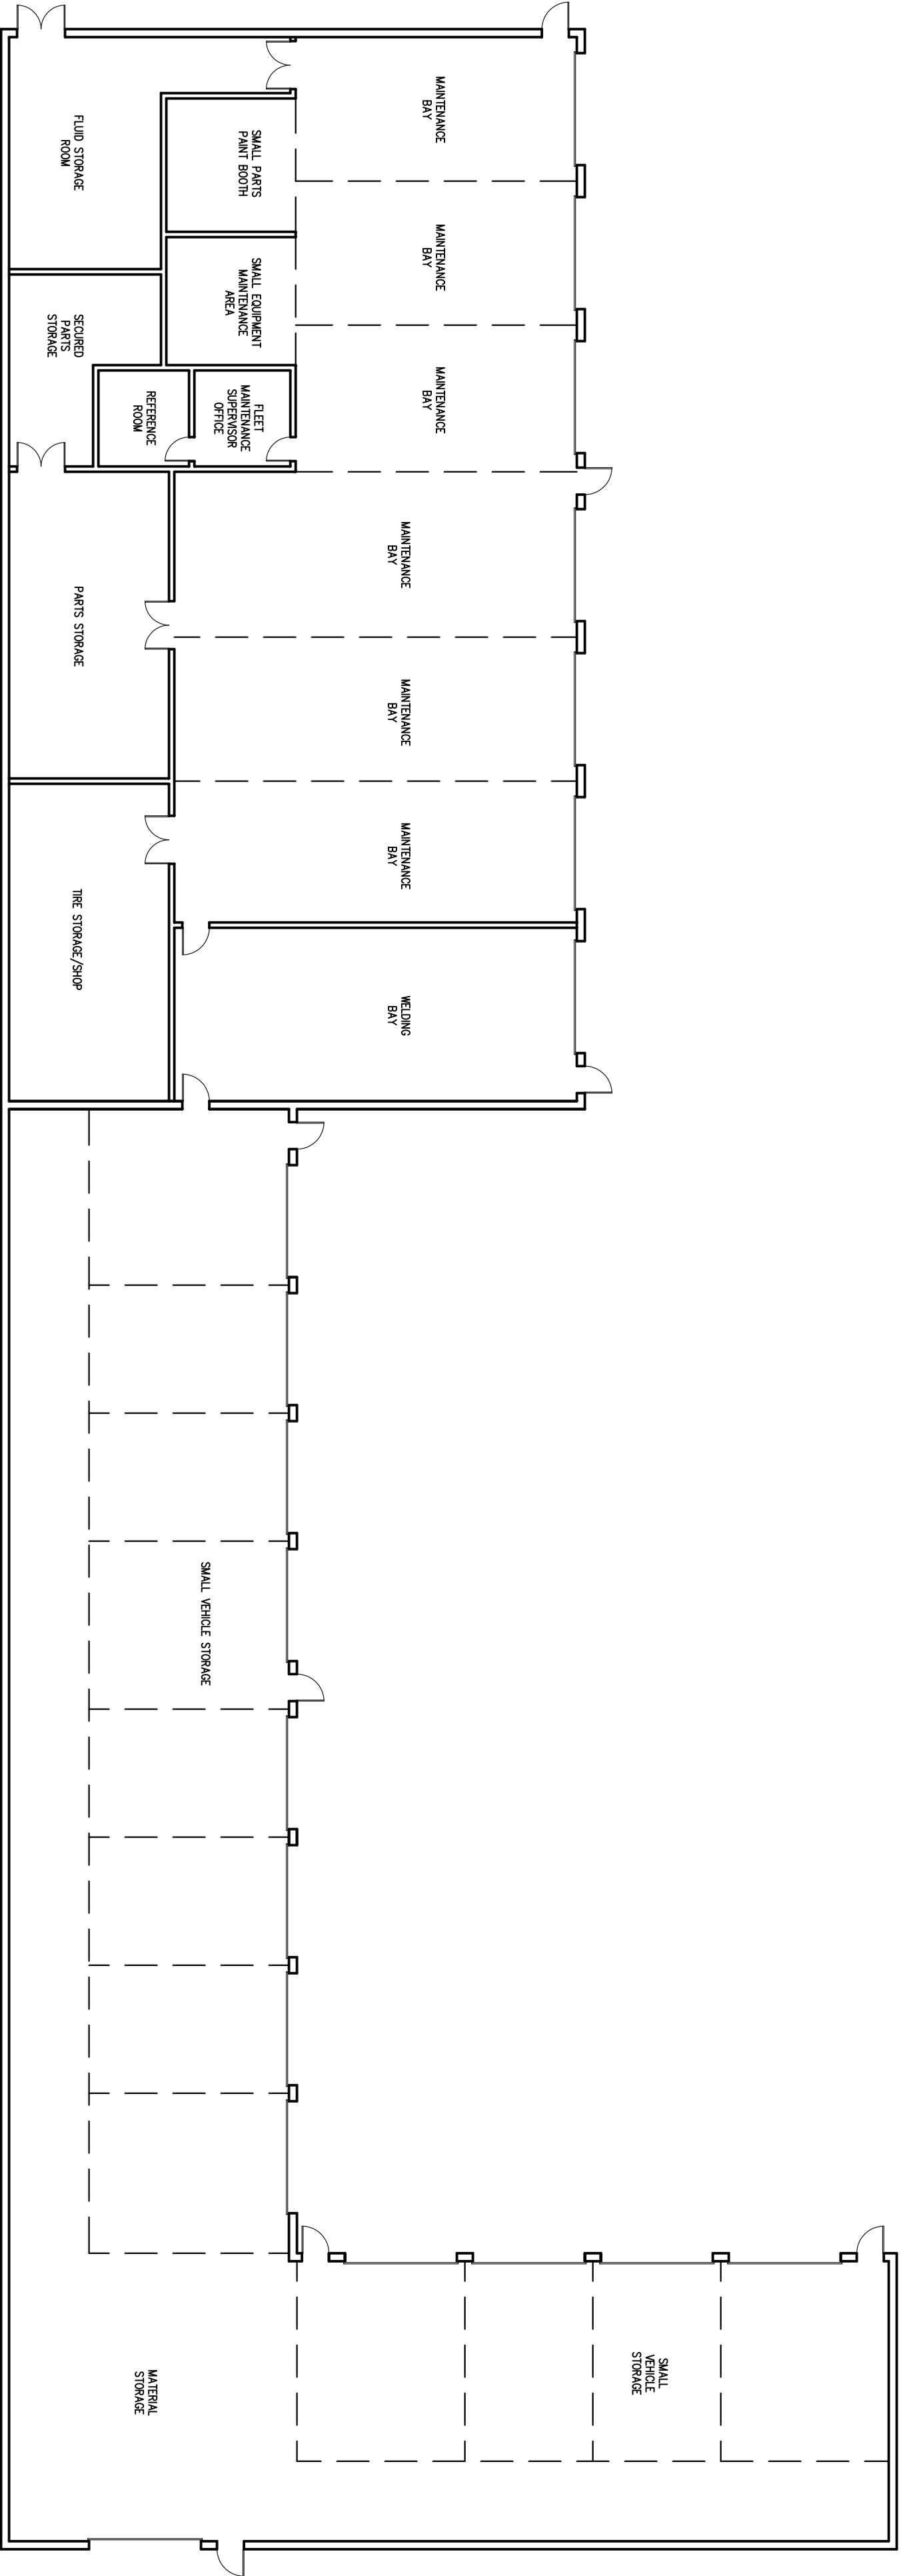 MAINTENANCE
BAY
FLUID STORAGE
ROOM
SMALL PARTS
PAINT BOOTH
MAINTENANCE
BAY
SMALL EQUIPMENT
MAINTENANCE
AREA
SECURED
PARTS
STORAGE
MAINTENANCE
BAY
FLEET
MAINTENANCE
SUPERVISOR
OFFICE
REFERENCE
ROOM
MAINTENANCE
BAY
PARTS STORAGE
MAINTENANCE
BAY
MAINTENANCE
BAY
TIRE STORAGE/SHOP
WELDING
BAY
SMALL VEHICLE STORAGE
SMALL
VEHICLE
STORAGE
MATERIAL
STORAGE